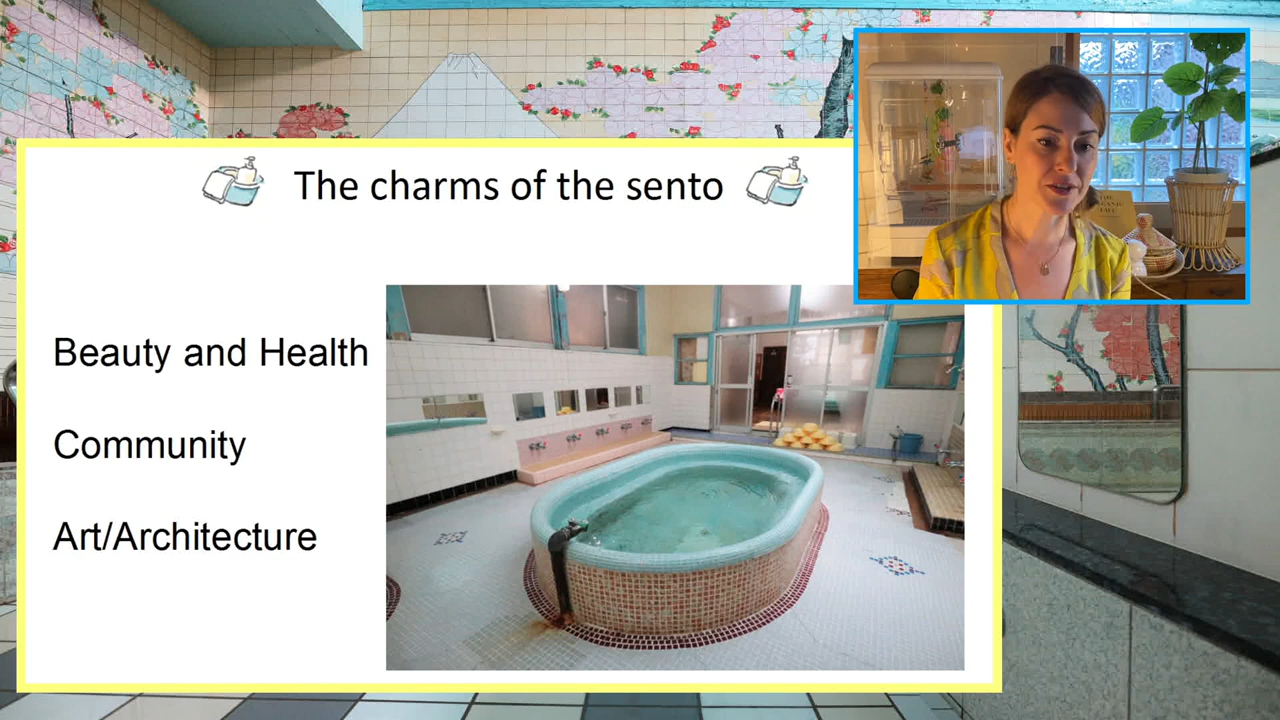 The charms of the sento
Beauty and Health
Community
Art/Architecture